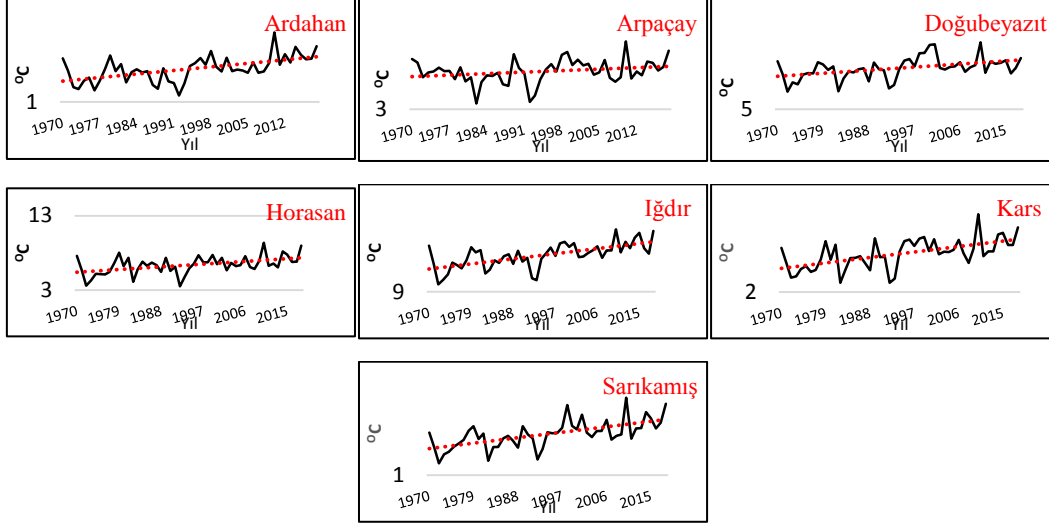 Ardahan
°C
1
1970 1977 1984 1991 1998 2005 2012
Yıl
Arpaçay
°C
3
1970 1977 1984 1991 1998 2005 2012
Yıl
Doğubeyazıt
°C
5
1970 1979 1988 1997 2006 2015
Yıl
Horasan
13
°C
3
1970 1979 1988 1997 2006 2015
Yıl
Iğdır
°C
9
1970 1979 1988 1997 2006 2015
Yıl
Kars
°C
2
1970 1979 1988 1997 2006 2015
Yıl
Sarıkamış
°C
1
1970 1979 1988 1997 2006 2015
Yıl